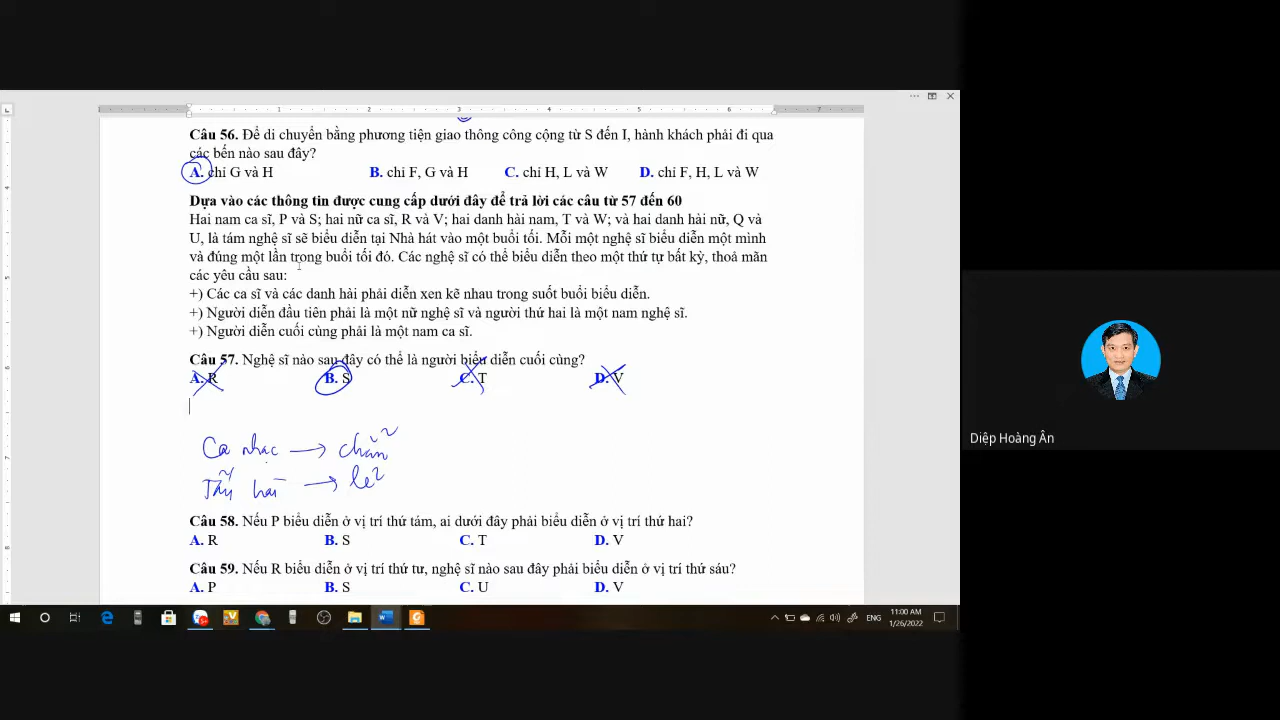 Câu 56. Để di chuyển bằng phương tiện giao thông công cộng từ S đến I, hành khách phải đi qua
các bến nào sau đây?
A. chỉ G và H B. chỉ F, G và H C. chỉ H, L và W D. chỉ F, H, L và W
Dựa vào các thông tin được cung cấp dưới đây để trả lời các câu từ 57 đến 60
Hai nam ca sĩ, P và S; hai nữ ca sĩ, R và V; hai danh hài nam, T và W; và hai danh hài nữ, Q và
U, là tám nghệ sĩ sẽ biểu diễn tại Nhà hát vào một buổi tối. Mỗi một nghệ sĩ biểu diễn một mình
và đúng một lần trong buổi tối đó. Các nghệ sĩ có thể biểu diễn theo một thứ tự bất kỳ, thoả mãn
các yêu cầu sau:
+) Các ca sĩ và các danh hài phải diễn xen kẽ nhau trong suốt buổi biểu diễn.
+) Người diễn đầu tiên phải là một nữ nghệ sĩ và người thứ hai là một nam nghệ sĩ.
+) Người diễn cuối cùng phải là một nam ca sĩ.
Câu 57. Nghệ sĩ nào sau đây có thể là người biểu diễn cuối cùng?
A. R B. S C. T D. V
Ca nhạc → chẵn
Tấu hài → lẻ
Câu 58. Nếu P biểu diễn ở vị trí thứ tám, ai dưới đây phải biểu diễn ở vị trí thứ hai?
A. R B. S C. T D. V
Câu 59. Nếu R biểu diễn ở vị trí thứ tư, nghệ sĩ nào sau đây phải biểu diễn ở vị trí thứ sáu?
A. P B. S C. U D. V
Diệp Hoàng Ân
ENG
11:00 AM
1/26/2022